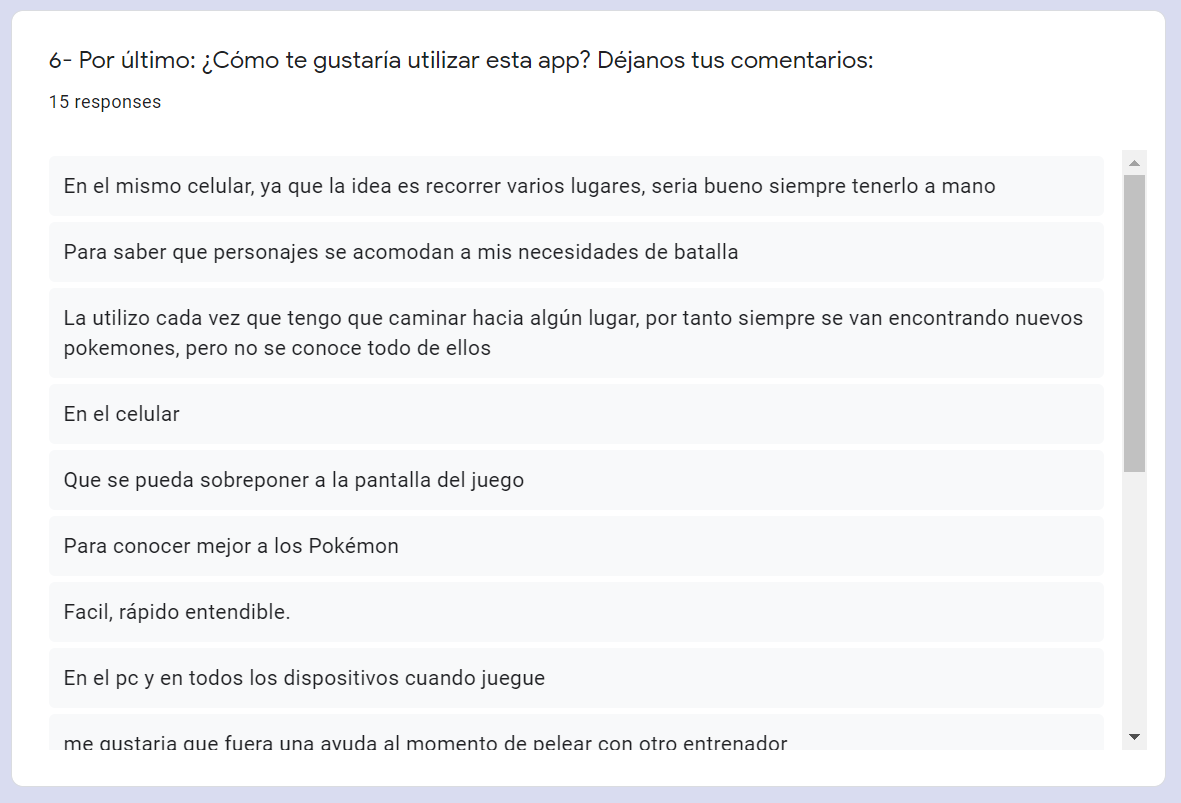 6- Por último: ¿Cómo te gustaría utilizar esta app? Déjanos tus comentarios:
15 responses
En el mismo celular, ya que la idea es recorrer varios lugares, seria bueno siempre tenerlo a mano
Para saber que personajes se acomodan a mis necesidades de batalla
La utilizo cada vez que tengo que caminar hacia algún lugar, por tanto siempre se van encontrando nuevos
pokemones, pero no se conoce todo de ellos
En el celular
Que se pueda sobreponer a la pantalla del juego
Para conocer mejor a los Pokémon
Facil, rápido entendible.
En el pc y en todos los dispositivos cuando juegue
me gustaria que fuera una ayuda al momento de pelear con otro entrenador